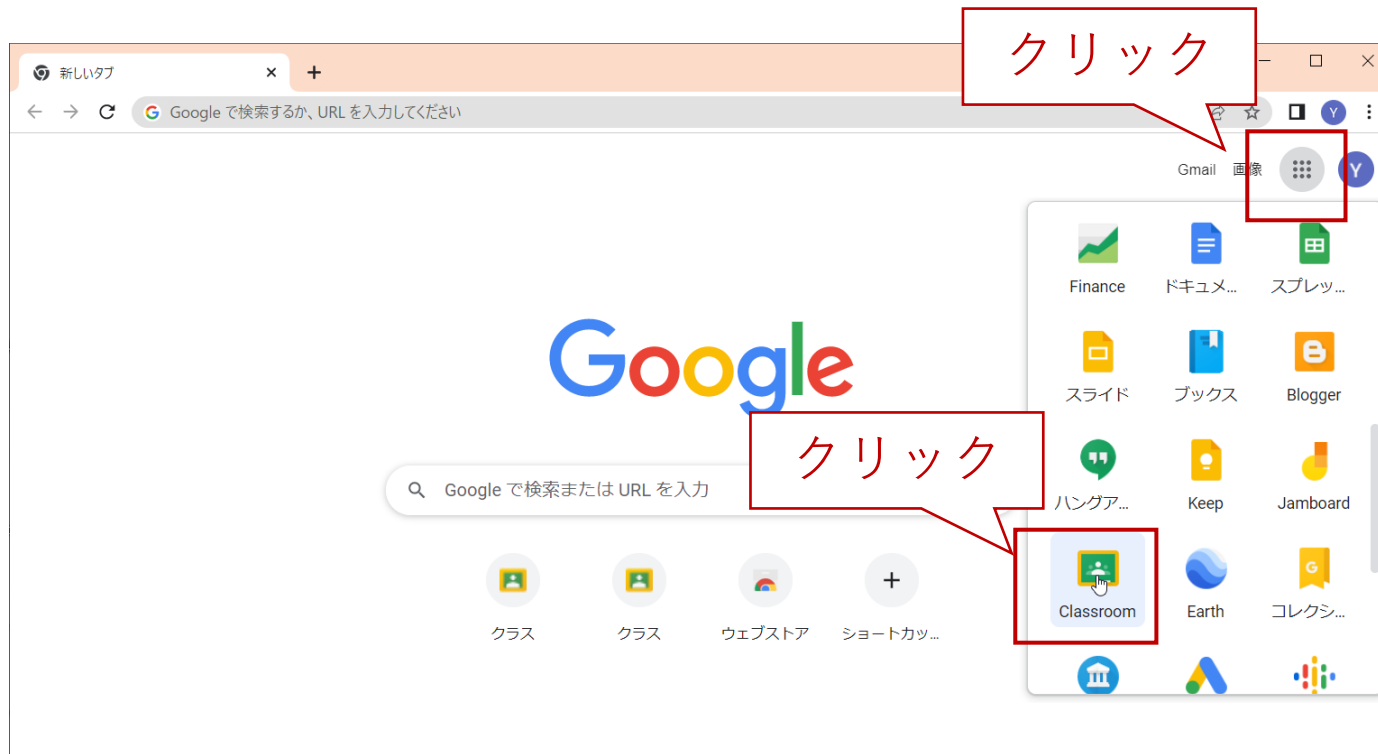 クリック
新しいタブ
Google で検索するか、URL を入力してください
Y
Gmail 画像 Y
Finance ドキュメ... スプレッ...
Google
スライド ブックス Blogger
クリック
Google で検索または URL を入力
ハングア... Keep Jamboard
Classroom Earth コレクシ...
G
クラス クラス ウェブストア ショートカッ...